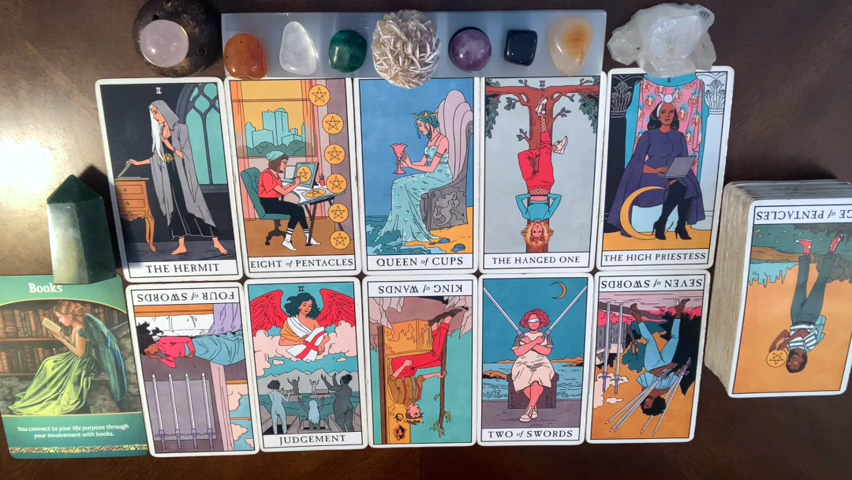 THE HERMIT
EIGHT of PENTACLES
QUEEN of CUPS
THE HANGED ONE
THE HIGH PRIESTESS
GE of PENTACLES
Books
You connect to your life purpose through
your involvement with books.
FOUR of SWORDS
II
JUDGEMENT
KING of WANDS
TWO of SWORDS
SEVEN of SWORDS